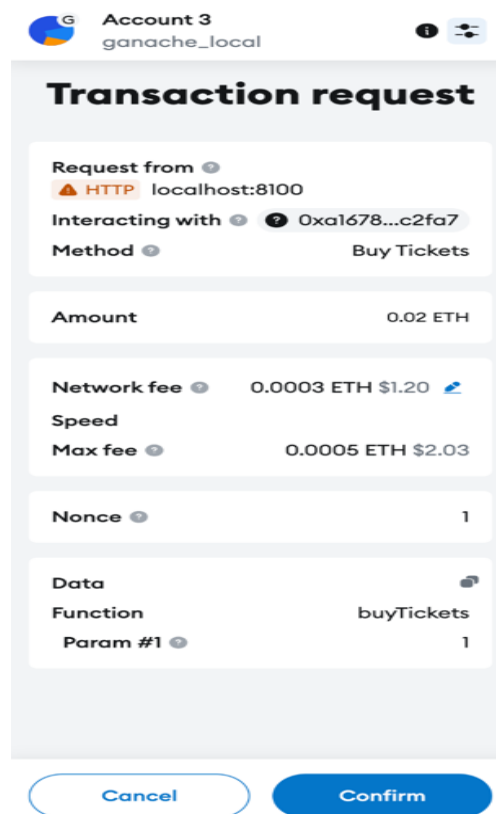 G Account 3
ganache_local
Transaction request
Request from
HTTP localhost:8100
Interacting with 0xa1678...c2fa7
Method Buy Tickets
Amount 0.02 ETH
Network fee 0.0003 ETH $1.20
Speed
Max fee 0.0005 ETH $2.03
Nonce 1
Data
Function buyTickets
Param #1 1
Cancel Confirm